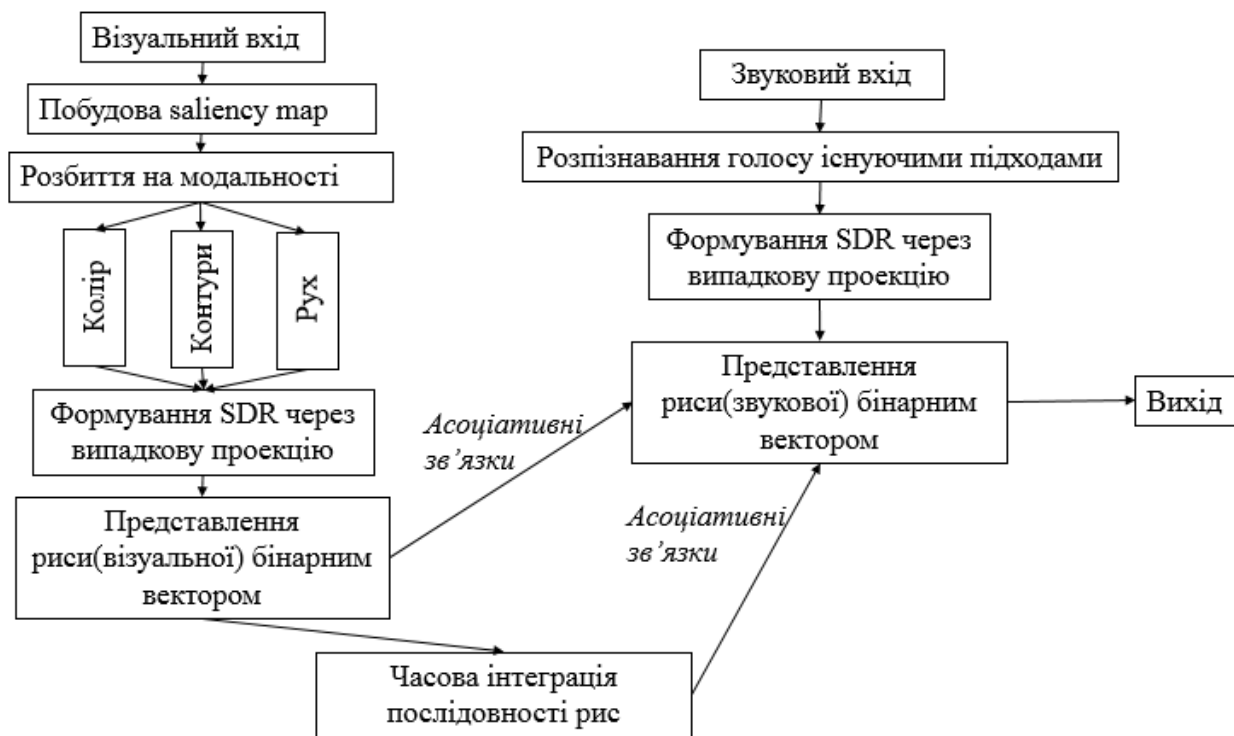 Візуальний вхід
Побудова saliency map
Розбиття на модальності
Колір
Контури
Рух
Формування SDR через
випадкову проекцію
Представлення
риси(візуальної) бінарним
вектором
Асоціативні
зв’язки
Часова інтеграція
послідовності рис
Асоціативні
зв’язки
Звуковий вхід
Розпізнавання голосу існуючими підходами
Формування SDR через
випадкову проекцію
Представлення
риси(звукової) бінарним
вектором
Вихід